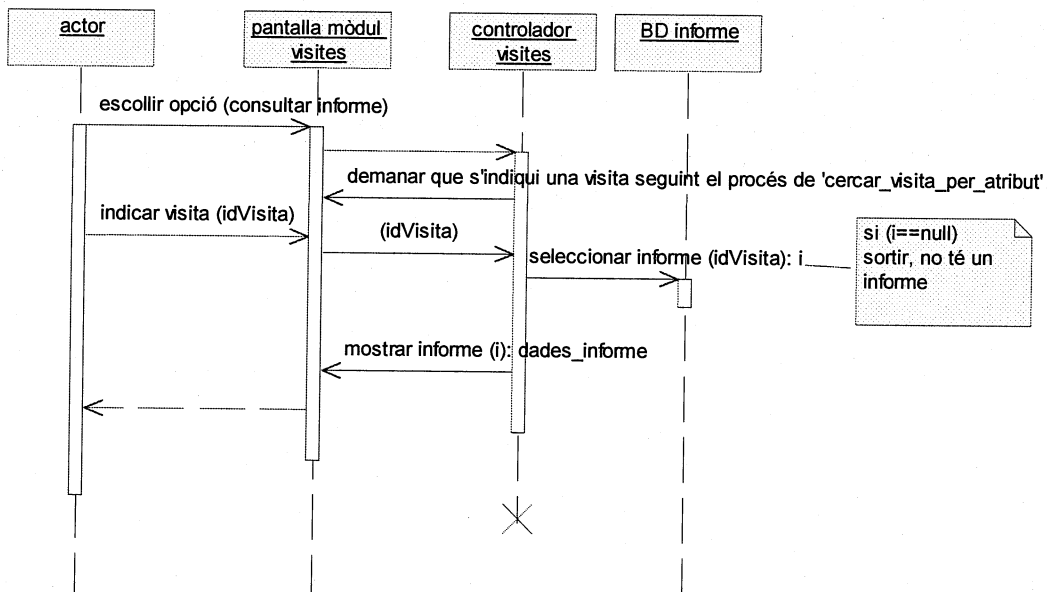 actor
pantalla mòdul
visites
controlador
visites
BD informe
escollir opció (consultar informe)
demanar que s'indiqui una visita seguint el procés de 'cercar_visita_per_atribut'
indicar visita (idVisita)
(idVisita)
seleccionar informe (idVisita): i
si (i==null)
sortir, no té un
informe
mostrar informe (i): dades_informe